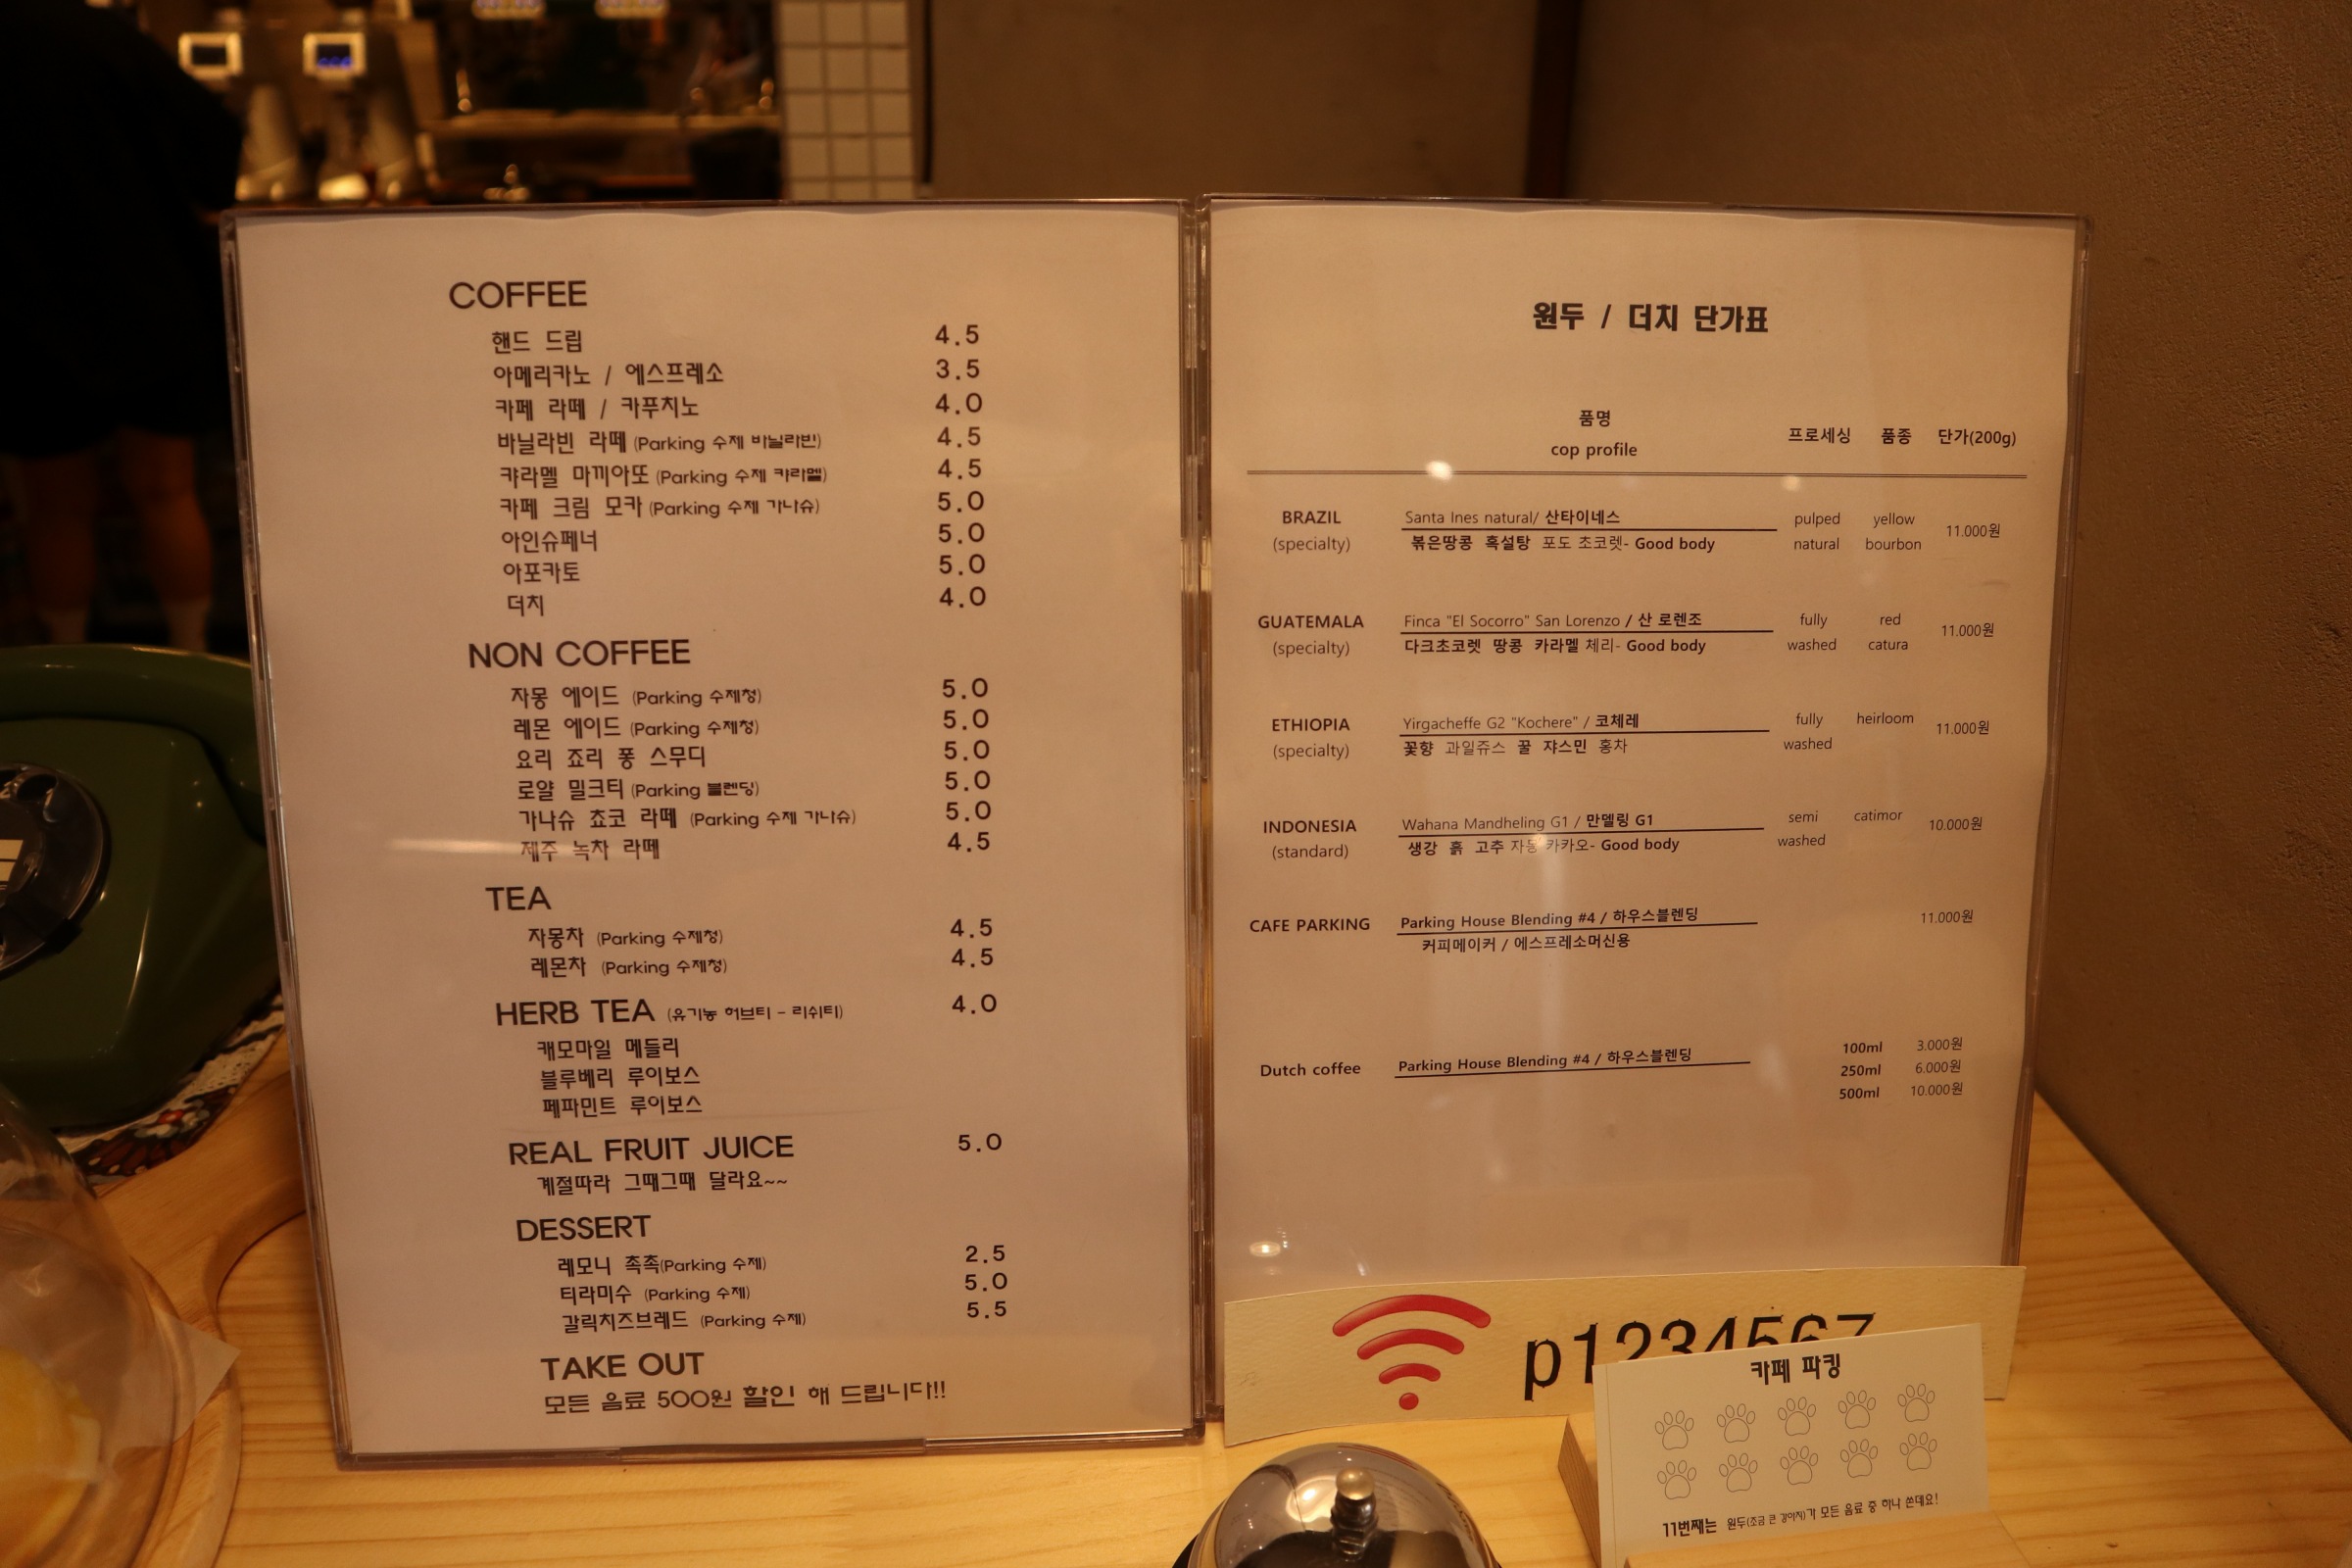 COFFEE
핸드 드립 4.5
아메리카노 / 에스프레소 3.5
카페 라떼 / 카푸치노 4.0
바닐라빈 라떼 (Parking 수제 바닐라빈) 4.5
캬라멜 마끼아또 (Parking 수제 캬라멜) 4.5
카페 크림 모카 (Parking 수제 가나슈) 5.0
아인슈페너 5.0
아포카토 5.0
더치 4.0
NON COFFEE
자몽 에이드 (Parking 수제청) 5.0
레몬 에이드 (Parking 수제청) 5.0
요리 죠리 퐁 스무디 5.0
로얄 밀크티 (Parking 블렌딩) 5.0
가나슈 쵸코 라떼 (Parking 수제 가나슈) 5.0
제주 녹차 라떼 4.5
TEA
자몽차 (Parking 수제청) 4.5
레몬차 (Parking 수제청) 4.5
HERB TEA (유기농 허브티 - 리쉬티) 4.0
캐모마일 메들리
블루베리 루이보스
페파민트 루이보스
REAL FRUIT JUICE 5.0
계절따라 그때그때 달라요~~
DESSERT
레모니 촉촉(Parking 수제) 2.5
티라미수 (Parking 수제) 5.0
갈릭치즈브레드 (Parking 수제) 5.5
TAKE OUT
모든 음료 500원 할인 해 드립니다!!
원두 / 더치 단가표
품명
cop profile 프로세싱 품종 단가(200g)
BRAZIL Santa Ines natural/ 산타이네스 pulped yellow 11.000원
(specialty) 볶은땅콩 흑설탕 포도 초코렛- Good body natural bourbon
GUATEMALA Finca "El Socorro" San Lorenzo / 산 로렌조 fully red 11.000원
(specialty) 다크초코렛 땅콩 카라멜 체리- Good body washed catura
ETHIOPIA Yirgacheffe G2 "Kochere" / 코체레 fully heirloom 11.000원
(specialty) 꽃향 과일쥬스 꿀 쟈스민 홍차 washed
INDONESIA Wahana Mandheling G1 / 만델링 G1 semi catimor 10.000원
(standard) 생강 흙 고추 자몽 카카오- Good body washed
CAFE PARKING Parking House Blending #4 / 하우스블렌딩 11.000원
커피메이커 / 에스프레소머신용
100ml 3.000원
Dutch coffee Parking House Blending #4 / 하우스블렌딩 250ml 6.000원
500ml 10.000원
p1234567
카페 파킹
11번째는 원두(조금 큰 강아지)가 모든 음료 중 하나 쏜데요!